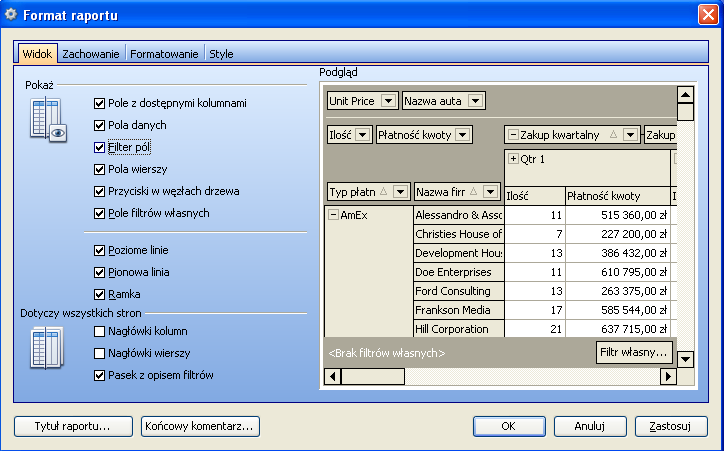 Format raportu
Widok Zachowanie Formatowanie Style
Pokaż
Pole z dostępnymi kolumnami
Pola danych
Filter pól
Pola wierszy
Przyciski w węzłach drzewa
Pole filtrów własnych
Poziome linie
Pionowa linia
Ramka
Dotyczy wszystkich stron
Nagłówki kolumn
Nagłówki wierszy
Pasek z opisem filtrów
Podgląd
Unit Price Nazwa auta
Ilość Płatność kwoty Zakup kwartalny Zakup
Qtr 1
Typ płatn Nazwa firr Ilość Płatność kwoty
AmEx Alessandro & Asso 11 515 360,00 zł
Christies House of 7 227 200,00 zł
Development Hou 13 386 432,00 zł
Doe Enterprises 11 610 795,00 zł
Ford Consulting 13 263 375,00 zł
Frankson Media 17 585 544,00 zł
Hill Corporation 21 637 715,00 zł
<Brak filtrów własnych> Filtr własny...
Tytuł raportu... Końcowy komentarz... OK Anuluj Zastosuj